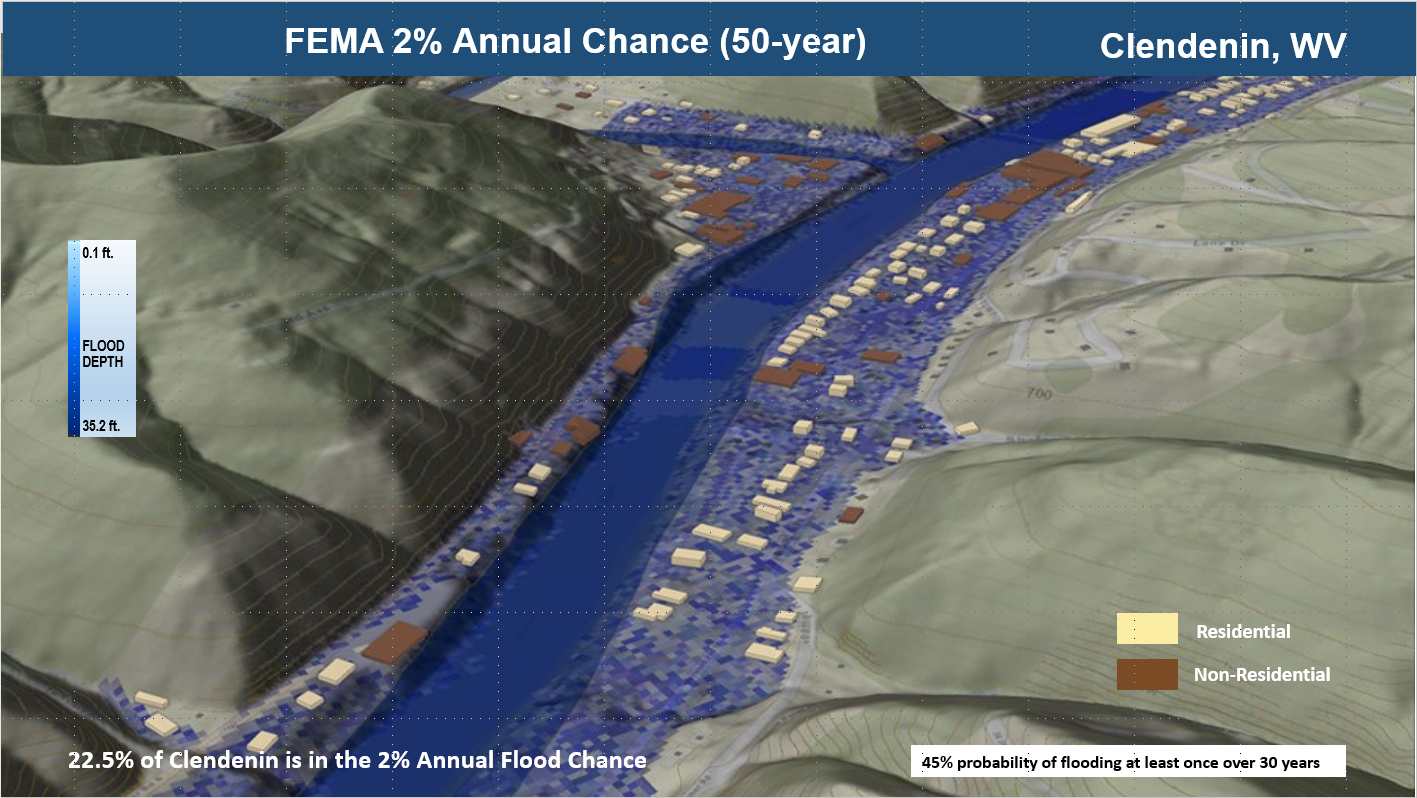 FEMA 2% Annual Chance (50-year)
Clendenin, WV
0.1 ft.
FLOOD
DEPTH
35.2 ft.
700
Residential
Non-Residential
22.5% of Clendenin is in the 2% Annual Flood Chance
45% probability of flooding at least once over 30 years